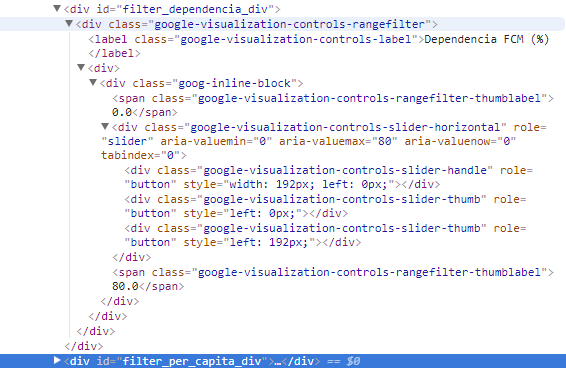 ▼<div id="filter_dependencia_div">
▼<div class="google-visualization-controls-rangefilter">
<label class="google-visualization-controls-label">Dependencia FCM (%)
</label>
▼<div>
▼<div class="goog-inline-block">
<span class="google-visualization-controls-rangefilter-thumblabel">
0.0</span>
▼<div class="google-visualization-controls-slider-horizontal" role=
"slider" aria-valuemin="0" aria-valuemax="80" aria-valuenow="0"
tabindex="0">
<div class="google-visualization-controls-slider-handle" role=
"button" style="width: 192px; left: 0px;"></div>
<div class="google-visualization-controls-slider-thumb" role=
"button" style="left: 0px;"></div>
<div class="google-visualization-controls-slider-thumb" role=
"button" style="left: 192px;"></div>
</div>
<span class="google-visualization-controls-rangefilter-thumblabel">
80.0</span>
</div>
</div>
</div>
</div>
▶<div id="filter_per_capita_div">…</div> == $0